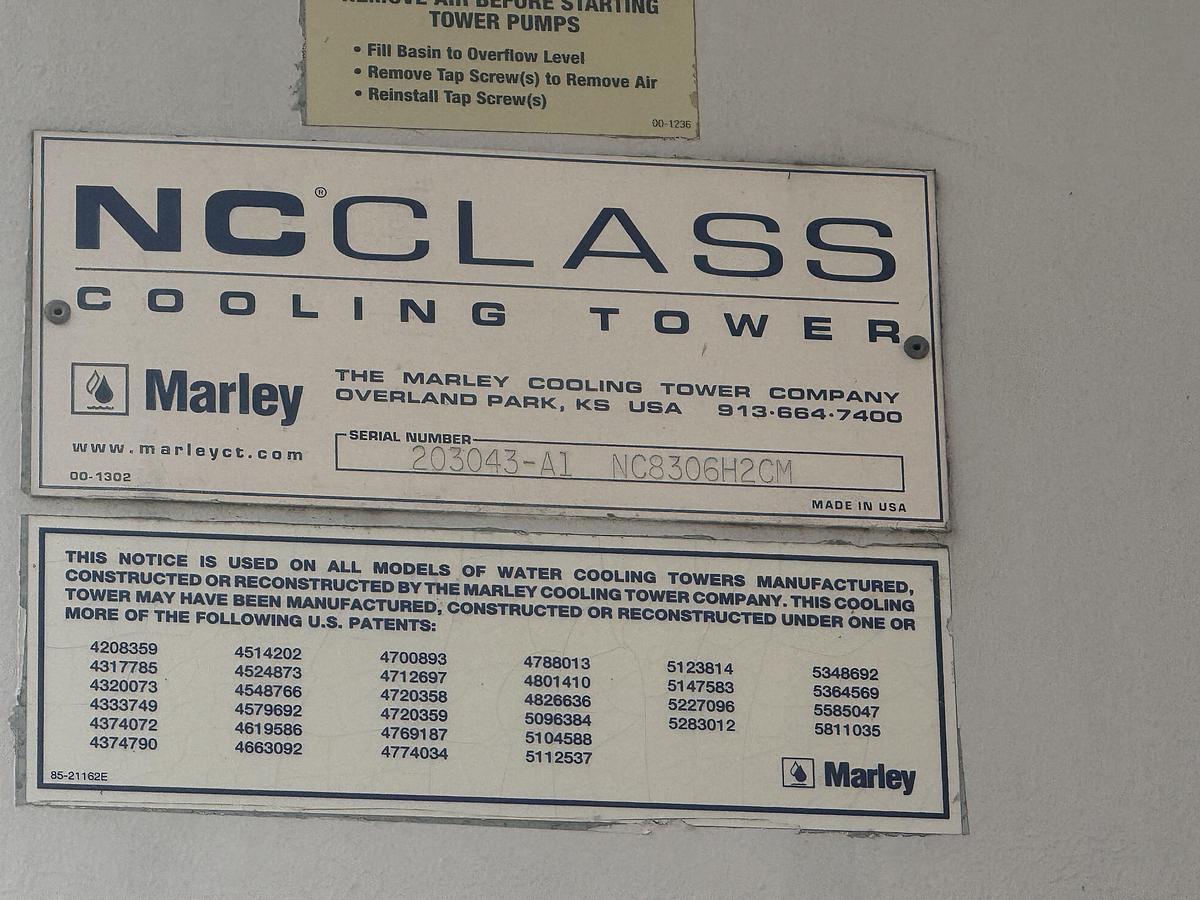 REMOVE AIR BEFORE STARTING
TOWER PUMPS
• Fill Basin to Overflow Level
• Remove Tap Screw(s) to Remove Air
• Reinstall Tap Screw(s)
00-1236
NC®CLASS
COOLING TOWER
Marley
THE MARLEY COOLING TOWER COMPANY
OVERLAND PARK, KS USA 913·664·7400
www.marleyct.com
SERIAL NUMBER
203043-A1 NC8306H2CM
00-1302
MADE IN USA
THIS NOTICE IS USED ON ALL MODELS OF WATER COOLING TOWERS MANUFACTURED,
CONSTRUCTED OR RECONSTRUCTED BY THE MARLEY COOLING TOWER COMPANY. THIS COOLING
TOWER MAY HAVE BEEN MANUFACTURED, CONSTRUCTED OR RECONSTRUCTED UNDER ONE OR
MORE OF THE FOLLOWING U.S. PATENTS:
4208359 4514202 4700893 4788013 5123814 5348692
4317785 4524873 4712697 4801410 5147583 5364569
4320073 4548766 4720358 4826636 5227096 5585047
4333749 4579692 4720359 5096384 5283012 5811035
4374072 4619586 4769187 5104588
4374790 4663092 4774034 5112537
85-21162E
Marley